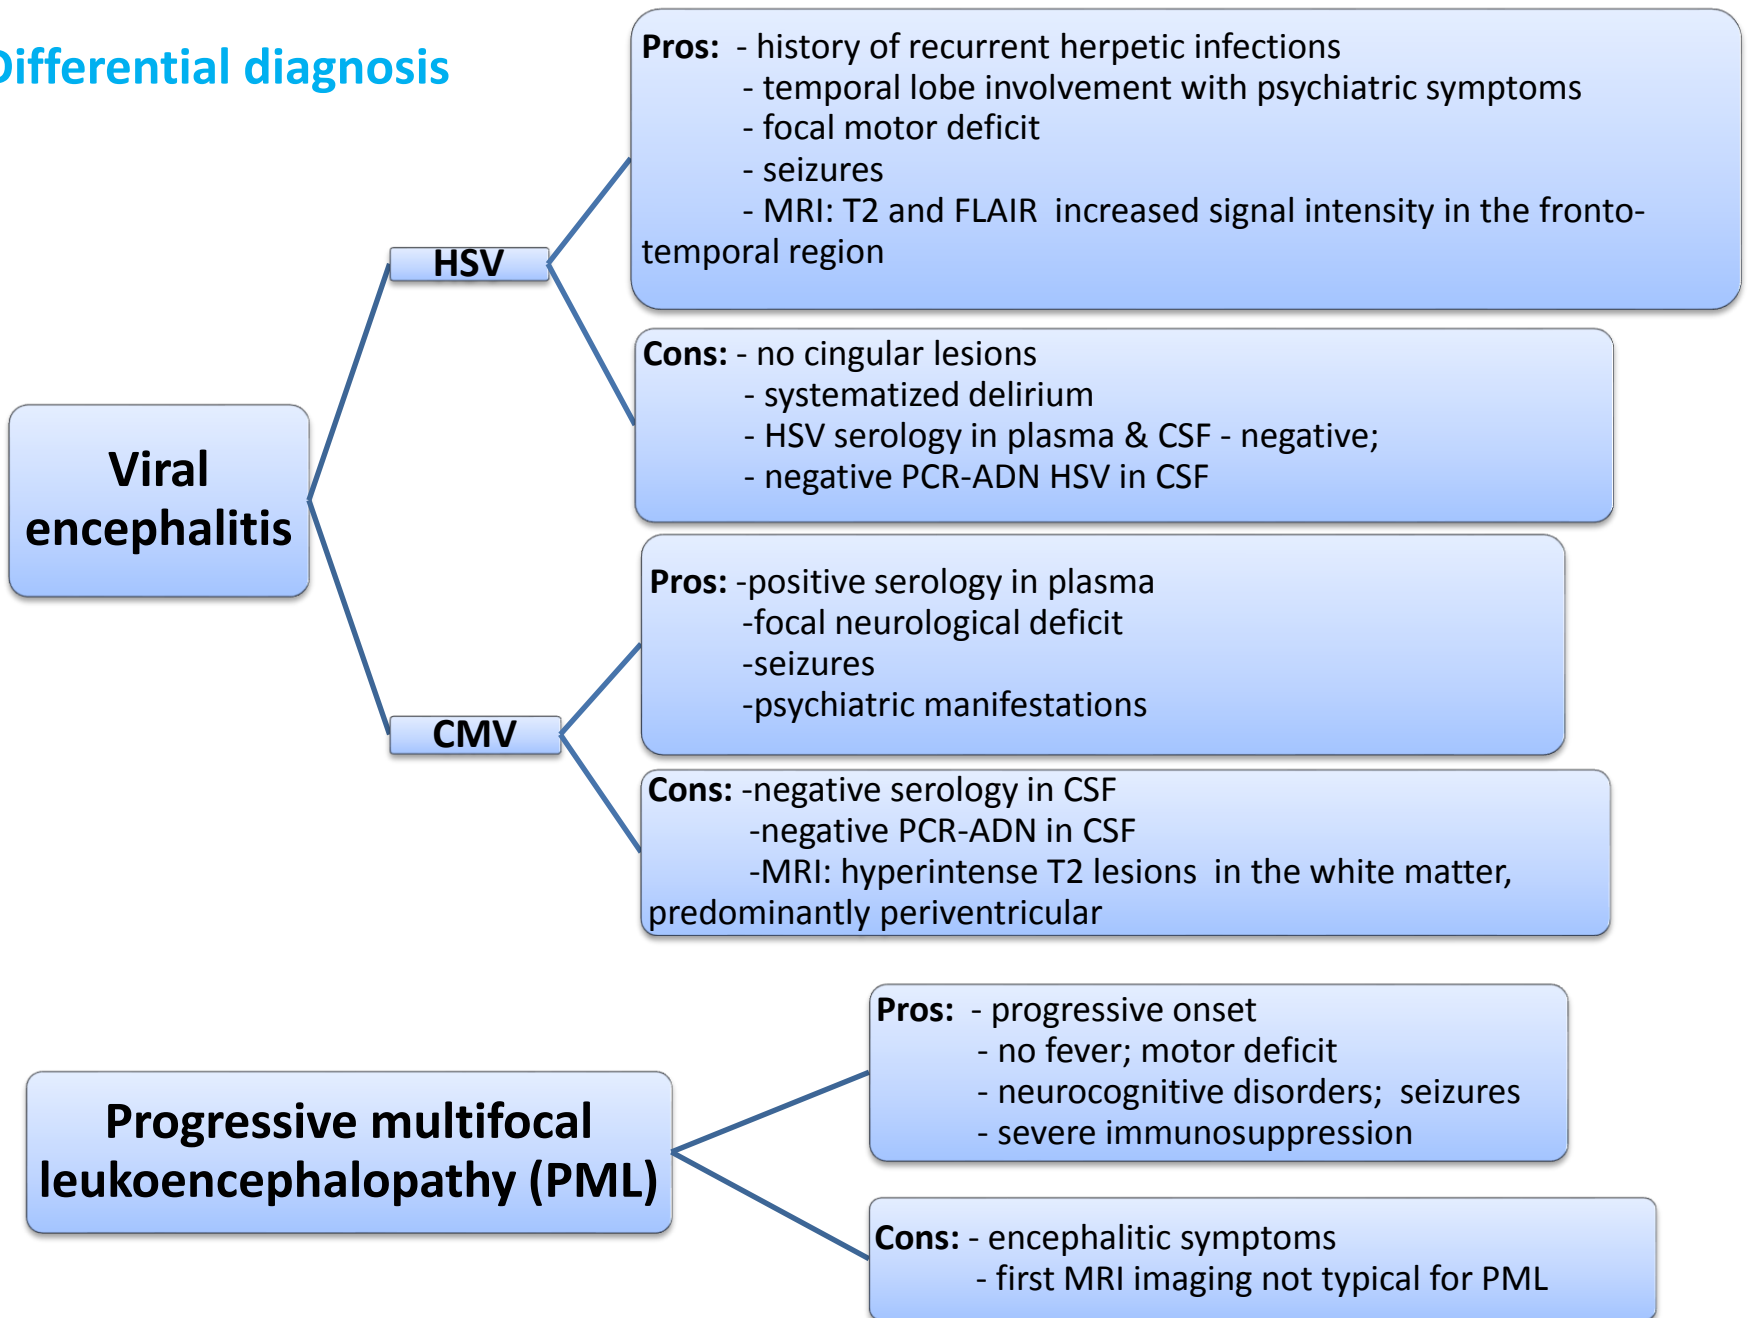 Differential diagnosis
Pros: - history of recurrent herpetic infections
- temporal lobe involvement with psychiatric symptoms
- focal motor deficit
- seizures
- MRI: T2 and FLAIR increased signal intensity in the fronto-
temporal region
HSV
Cons: - no cingular lesions
- systematized delirium
- HSV serology in plasma & CSF - negative;
- negative PCR-ADN HSV in CSF
Viral
encephalitis
Pros: -positive serology in plasma
-focal neurological deficit
-seizures
-psychiatric manifestations
CMV
Cons: -negative serology in CSF
-negative PCR-ADN in CSF
-MRI: hyperintense T2 lesions in the white matter,
predominantly periventricular
Pros: - progressive onset
- no fever; motor deficit
- neurocognitive disorders; seizures
- severe immunosuppression
Progressive multifocal
leukoencephalopathy (PML)
Cons: - encephalitic symptoms
- first MRI imaging not typical for PML